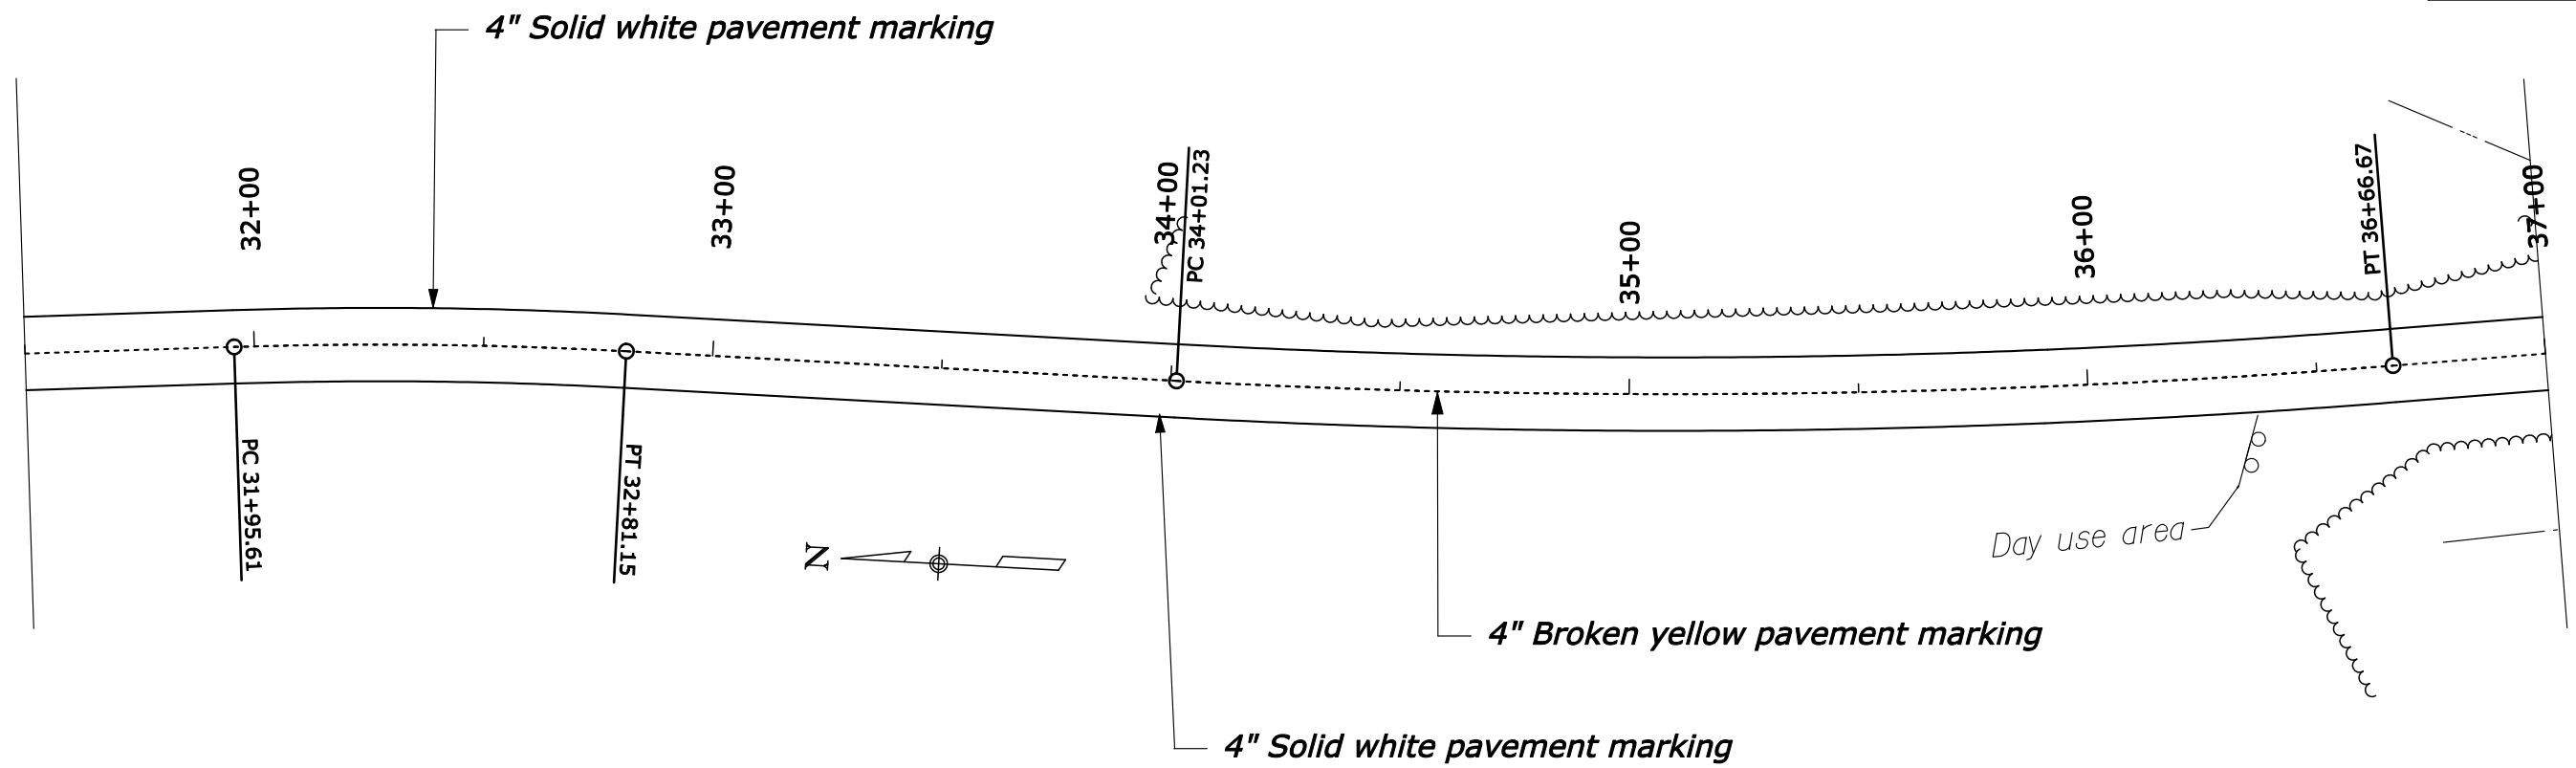 4" Solid white pavement marking
32+00
33+00
34+00
PC 34+01.23
35+00
36+00
PT 36+66.67
37+00
PC 31+95.61
PT 32+81.15
N
Day use area
4" Broken yellow pavement marking
4" Solid white pavement marking